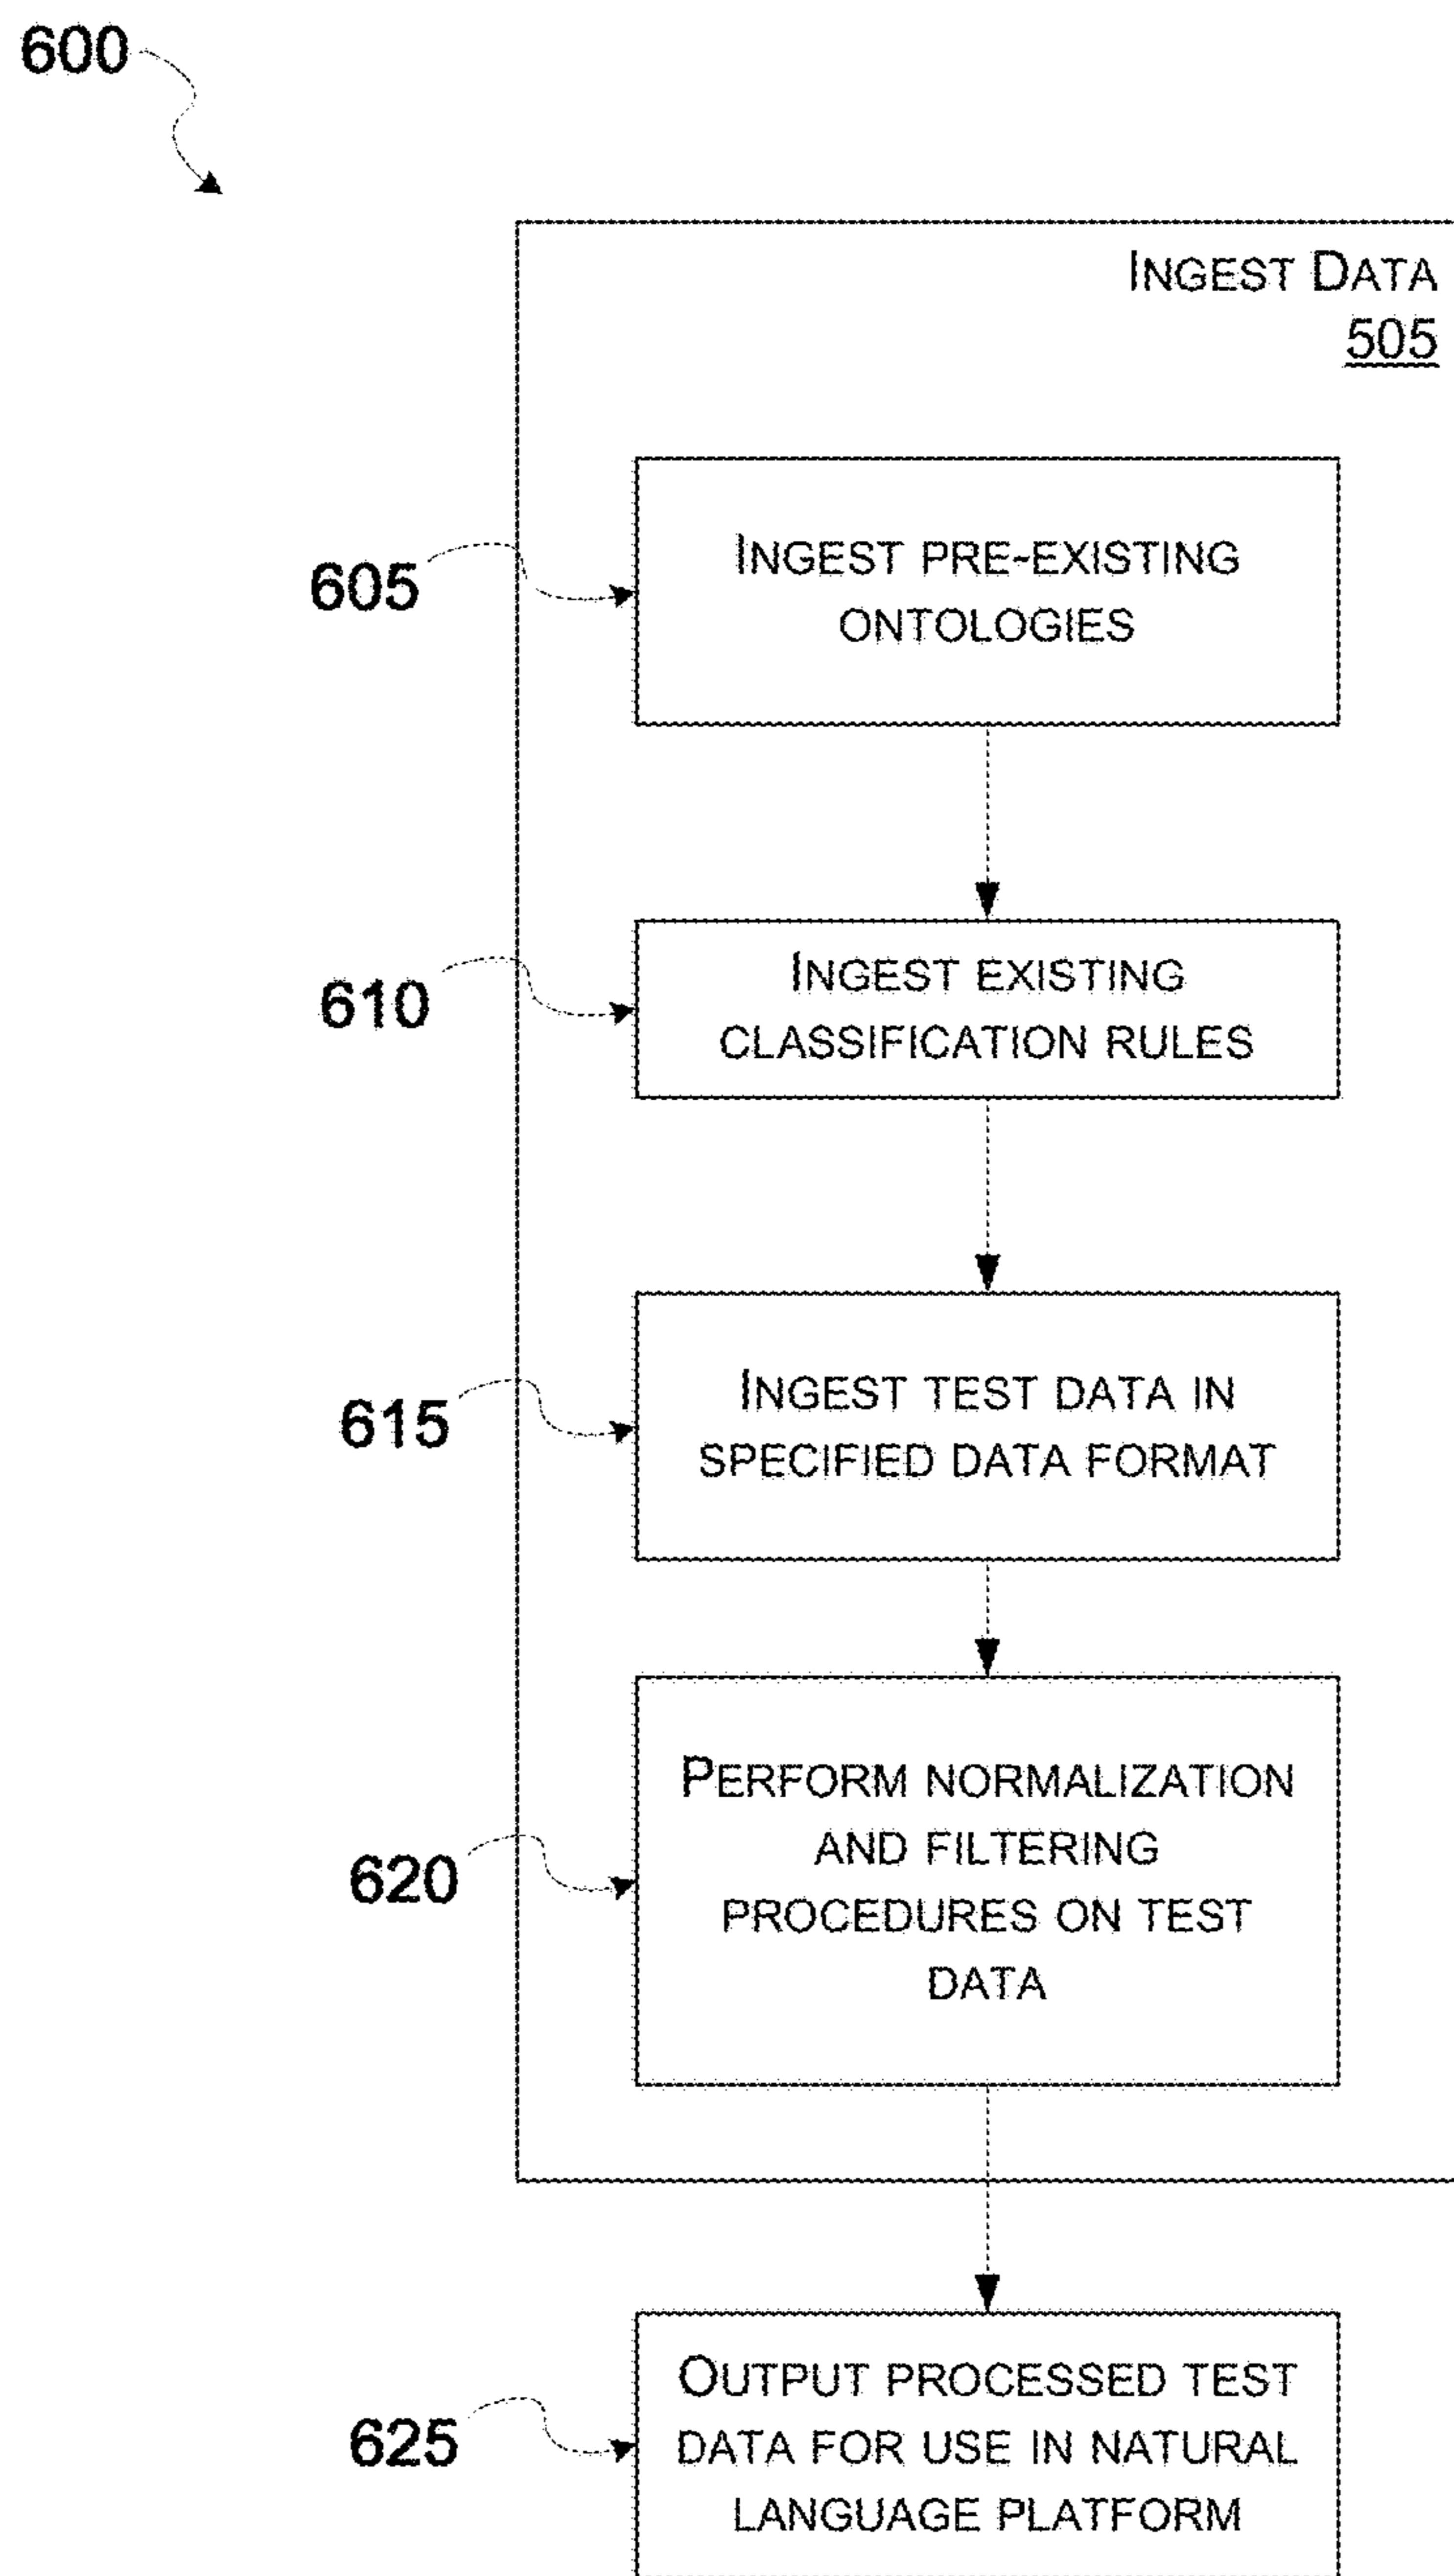 600
INGEST DATA
505
605
INGEST PRE-EXISTING
ONTOLOGIES
610
INGEST EXISTING
CLASSIFICATION RULES
615
INGEST TEST DATA IN
SPECIFIED DATA FORMAT
620
PERFORM NORMALIZATION
AND FILTERING
PROCEDURES ON TEST
DATA
625
OUTPUT PROCESSED TEST
DATA FOR USE IN NATURAL
LANGUAGE PLATFORM